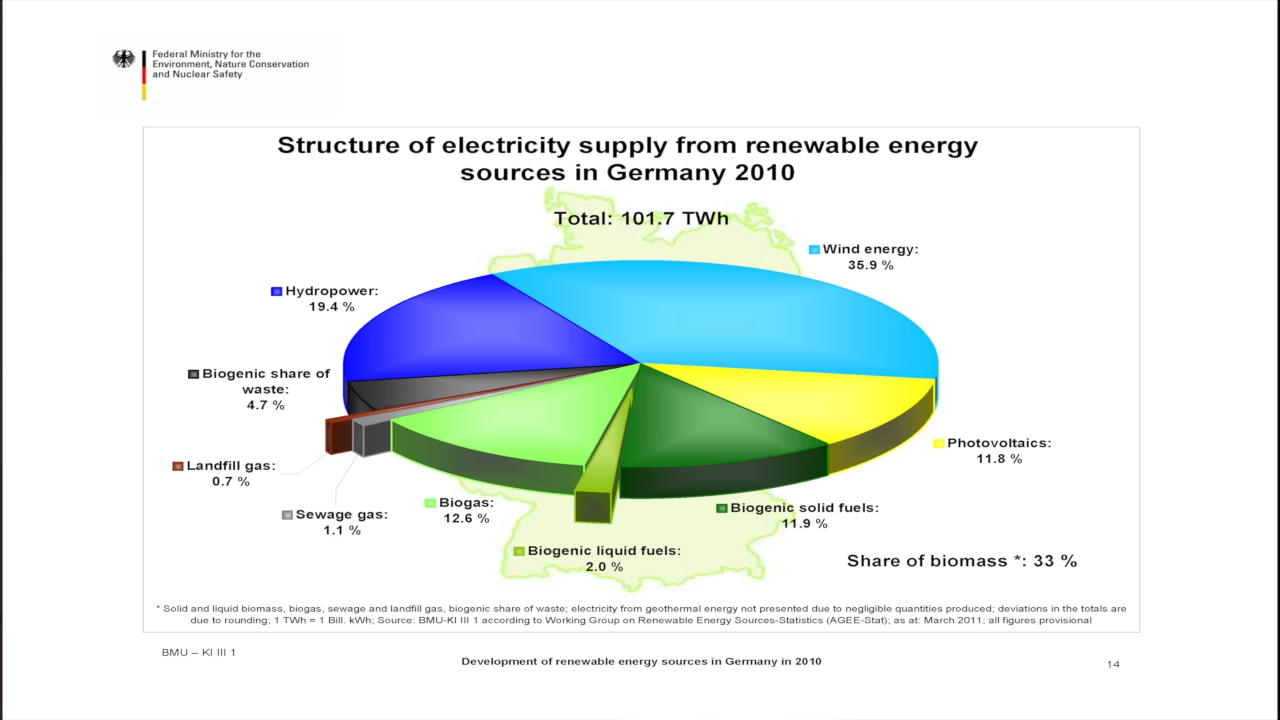 Federal Ministry for the
Environment, Nature Conservation
and Nuclear Safety
Structure of electricity supply from renewable energy
sources in Germany 2010
Total: 101.7 TWh
Wind energy:
35.9 %
Hydropower:
19.4 %
Biogenic share of
waste:
4.7 %
Photovoltaics:
11.8 %
Landfill gas:
0.7 %
Sewage gas:
1.1 %
Biogas:
12.6 %
Biogenic solid fuels:
11.9 %
Biogenic liquid fuels:
2.0 %
Share of biomass *: 33 %
* Solid and liquid biomass, biogas, sewage and landfill gas, biogenic share of waste; electricity from geothermal energy not presented due to negligible quantities produced; deviations in the totals are
due to rounding; 1 TWh = 1 Bill. kWh; Source: BMU-KI III 1 according to Working Group on Renewable Energy Sources-Statistics (AGEE-Stat); as at: March 2011; all figures provisional
BMU – KI III 1
Development of renewable energy sources in Germany in 2010
14